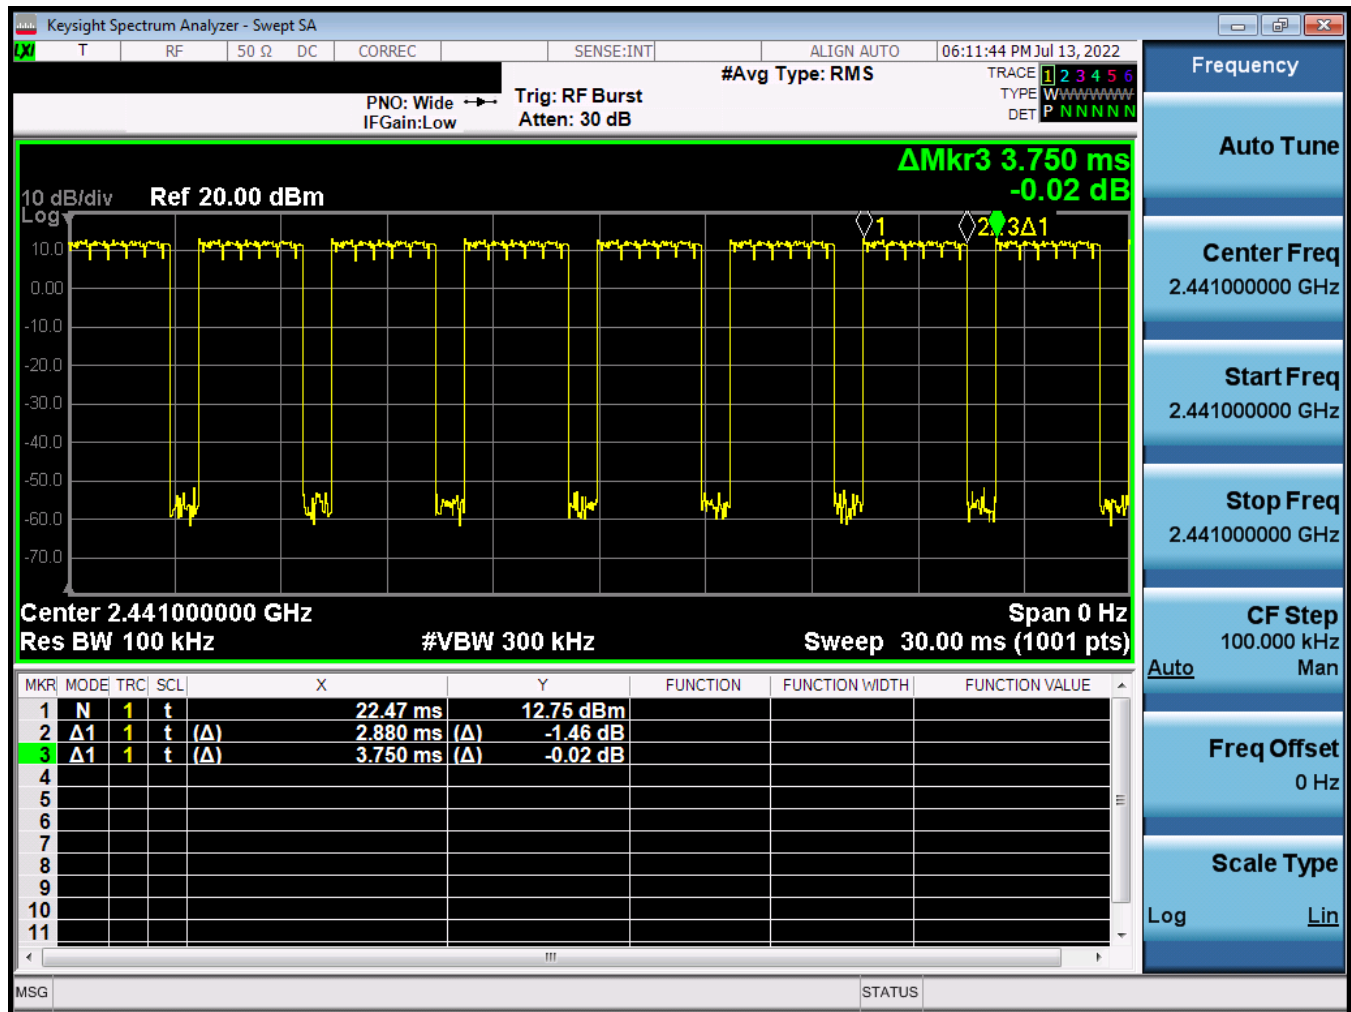 Keysight Spectrum Analyzer - Swept SA
LXI T RF 50 Ω DC CORREC SENSE:INT ALIGN AUTO 06:11:44 PM Jul 13, 2022
PNO: Wide
IFGain:Low
Trig: RF Burst
Atten: 30 dB
#Avg Type: RMS
TRACE 1 2 3 4 5 6
TYPE W W W W W W
DET P N N N N N
ΔMkr3 3.750 ms
-0.02 dB
10 dB/div Ref 20.00 dBm
Log
1 2 3Δ1
10.0
0.00
-10.0
-20.0
-30.0
-40.0
-50.0
-60.0
-70.0
Center 2.441000000 GHz Span 0 Hz
Res BW 100 kHz #VBW 300 kHz Sweep 30.00 ms (1001 pts)
MKR MODE TRC SCL X Y FUNCTION FUNCTION WIDTH FUNCTION VALUE
1 N 1 t 22.47 ms 12.75 dBm
2 Δ1 1 t (Δ) 2.880 ms (Δ) -1.46 dB
3 Δ1 1 t (Δ) 3.750 ms (Δ) -0.02 dB
4
5
6
7
8
9
10
11
MSG STATUS
Frequency
Auto Tune
Center Freq
2.441000000 GHz
Start Freq
2.441000000 GHz
Stop Freq
2.441000000 GHz
CF Step
100.000 kHz
Auto Man
Freq Offset
0 Hz
Scale Type
Log Lin